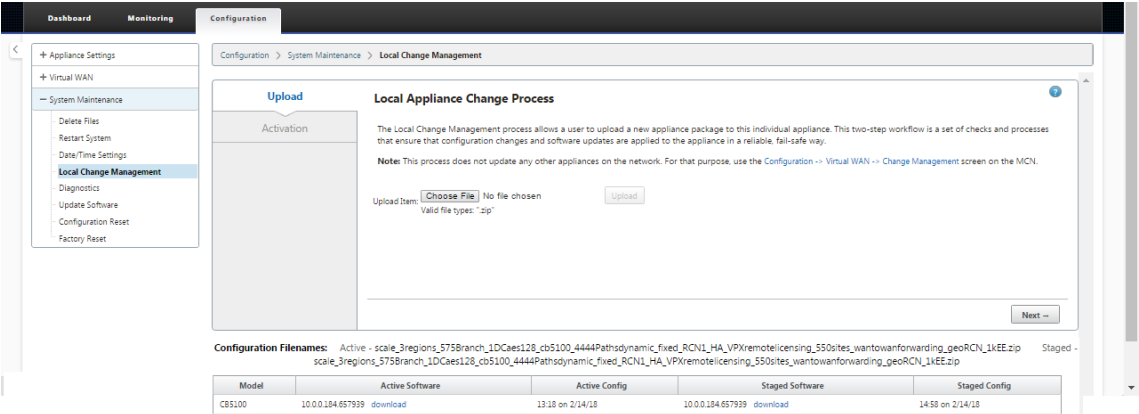 Dashboard Monitoring Configuration
+ Appliance Settings
+ Virtual WAN
− System Maintenance
Delete Files
Restart System
Date/Time Settings
Local Change Management
Diagnostics
Update Software
Configuration Reset
Factory Reset
Configuration > System Maintenance > Local Change Management
Upload
Activation
Local Appliance Change Process
?
The Local Change Management process allows a user to upload a new appliance package to this individual appliance. This two-step workflow is a set of checks and processes
that ensure that configuration changes and software updates are applied to the appliance in a reliable, fail-safe way.
Note: This process does not update any other appliances on the network. For that purpose, use the Configuration -> Virtual WAN -> Change Management screen on the MCN.
Upload Item: Choose File No file chosen Upload
Valid file types: ".zip"
Next --
Configuration Filenames: Active - scale_3regions_575Branch_1DCaes128_cb5100_4444Pathsdynamic_fixed_RCN1_HA_VPXremotelicensing_550sites_wantowanforwarding_geoRCN_1kEE.zip Staged -
scale_3regions_575Branch_1DCaes128_cb5100_4444Pathsdynamic_fixed_RCN1_HA_VPXremotelicensing_550sites_wantowanforwarding_geoRCN_1kEE.zip
Model Active Software Active Config Staged Software Staged Config
CB5100 10.0.0.184.657939 download 13:18 on 2/14/18 10.0.0.184.657939 download 14:58 on 2/14/18